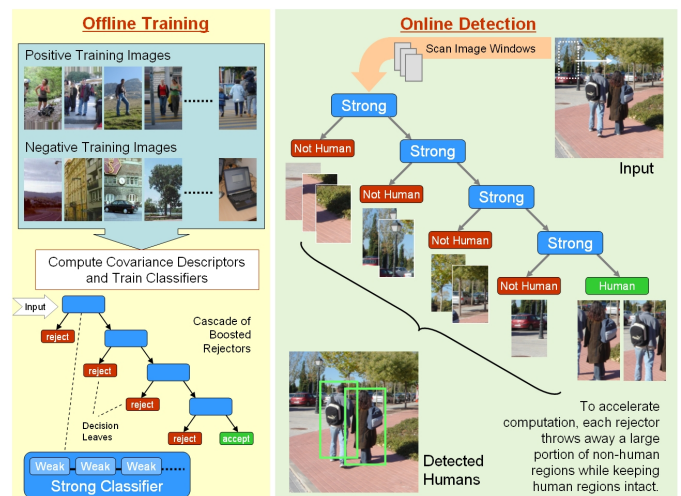 Offline Training
Positive Training Images
Negative Training Images
Compute Covariance Descriptors
and Train Classifiers
Input
Cascade of
Boosted
Rejectors
reject
reject
reject
reject
accept
Decision
Leaves
Weak
Weak
Weak
Strong Classifier
Online Detection
Scan Image Windows
Input
Strong
Not Human
Strong
Not Human
Strong
Not Human
Strong
Not Human
Human
Detected
Humans
To accelerate
computation, each rejector
throws away a large
portion of non-human
regions while keeping
human regions intact.